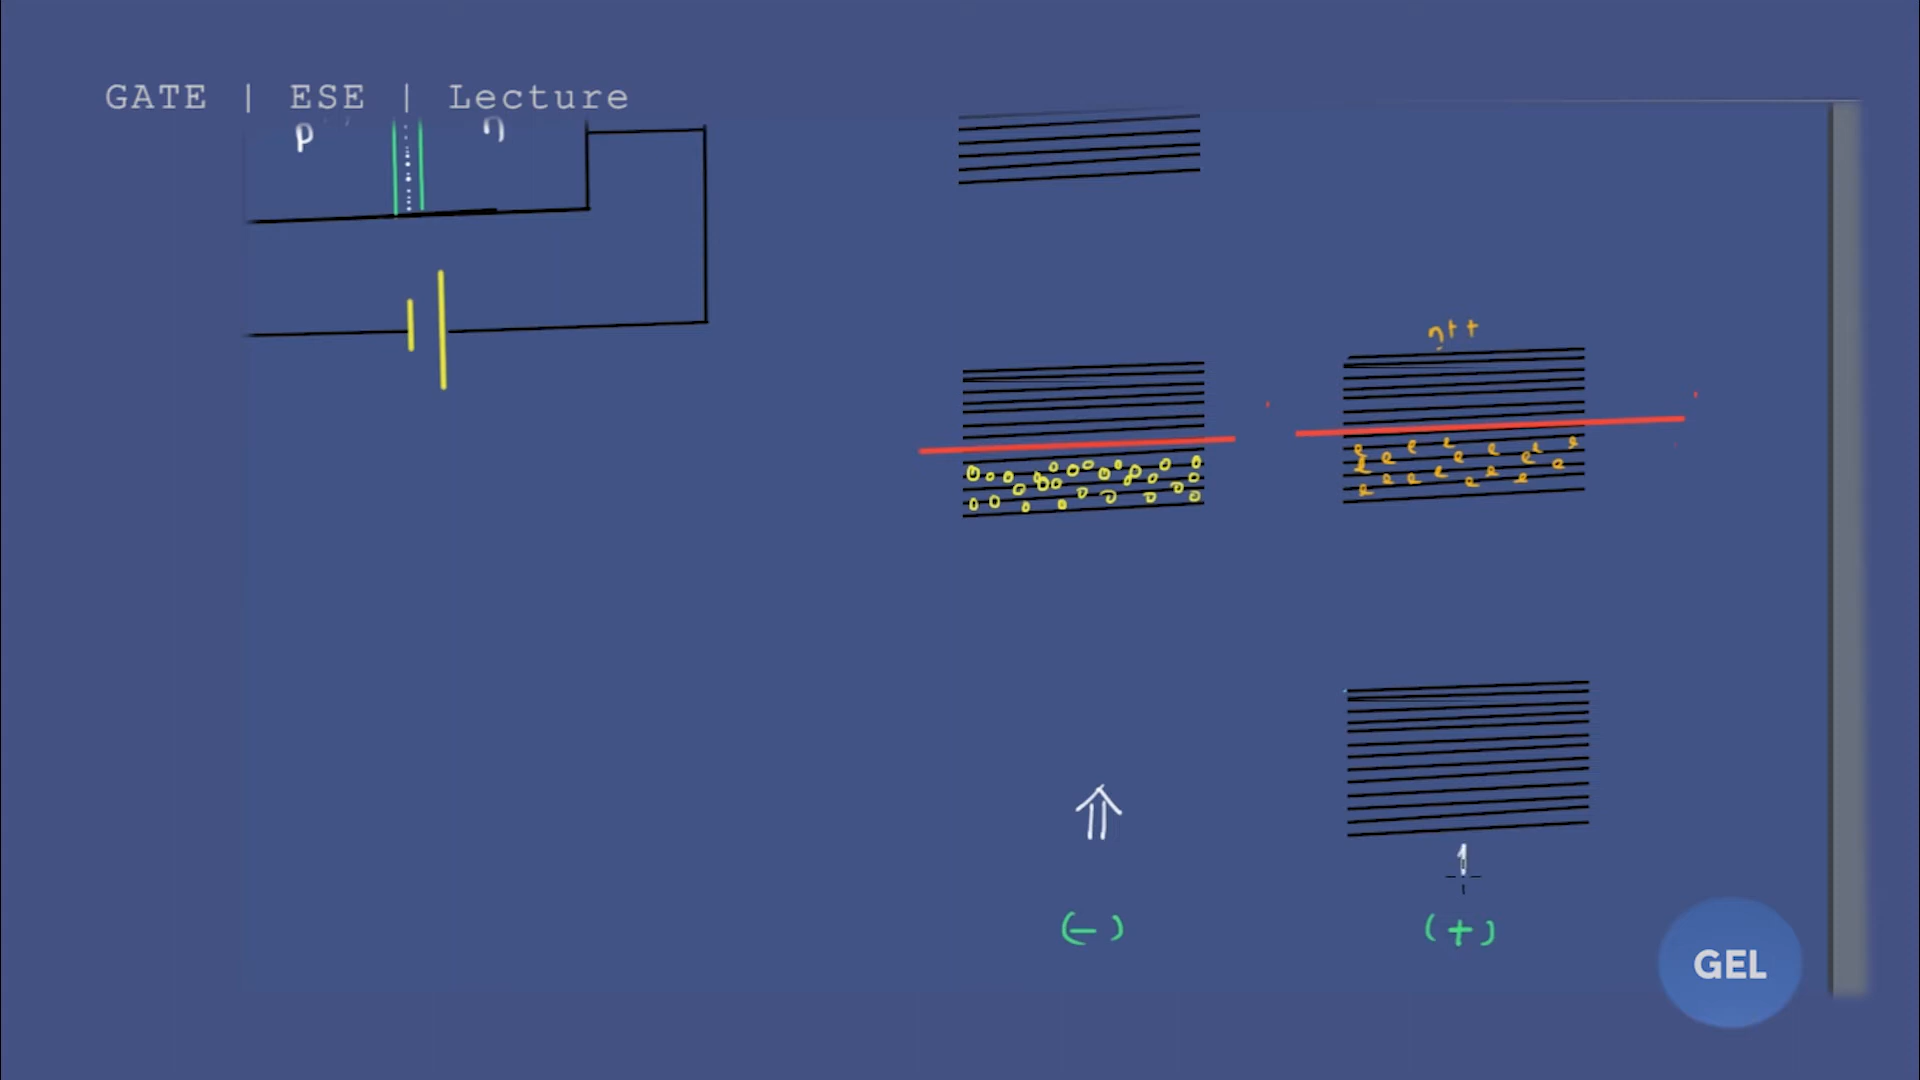 GATE | ESE | Lecture
p n
n++
(-) (+)
GEL